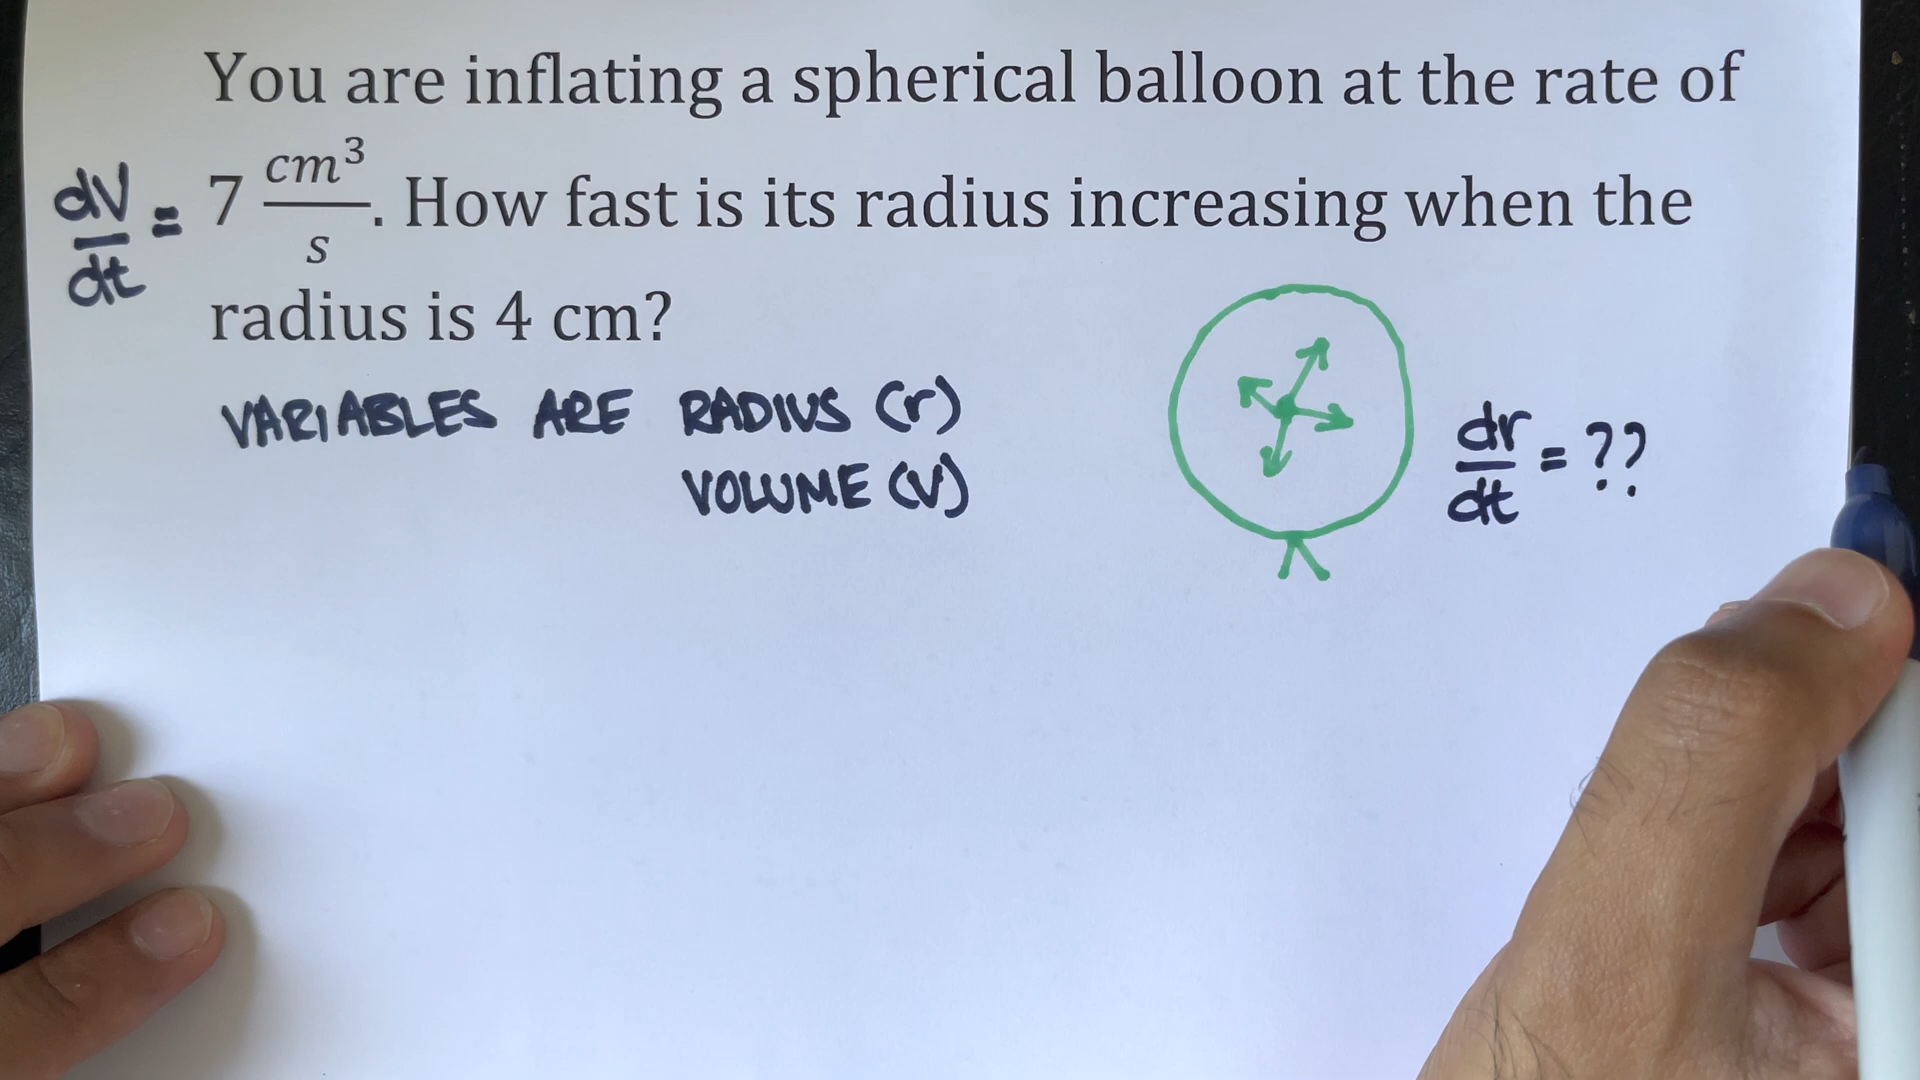 You are inflating a spherical balloon at the rate of
dV/dt = 7 cm³/s. How fast is its radius increasing when the
radius is 4 cm?
VARIABLES ARE RADIUS (r)
VOLUME (V)
dr/dt = ??